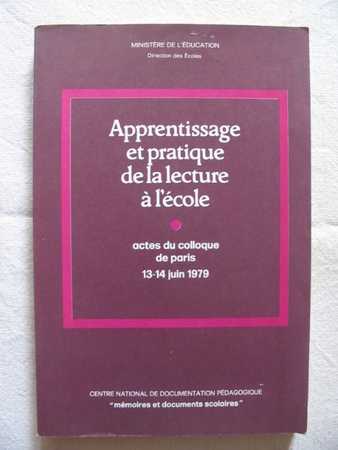 MINISTÈRE DE L'ÉDUCATION
Direction des Écoles
Apprentissage
et pratique
de la lecture
à l'école
actes du colloque
de paris
13-14 juin 1979
CENTRE NATIONAL DE DOCUMENTATION PÉDAGOGIQUE
"mémoires et documents scolaires"